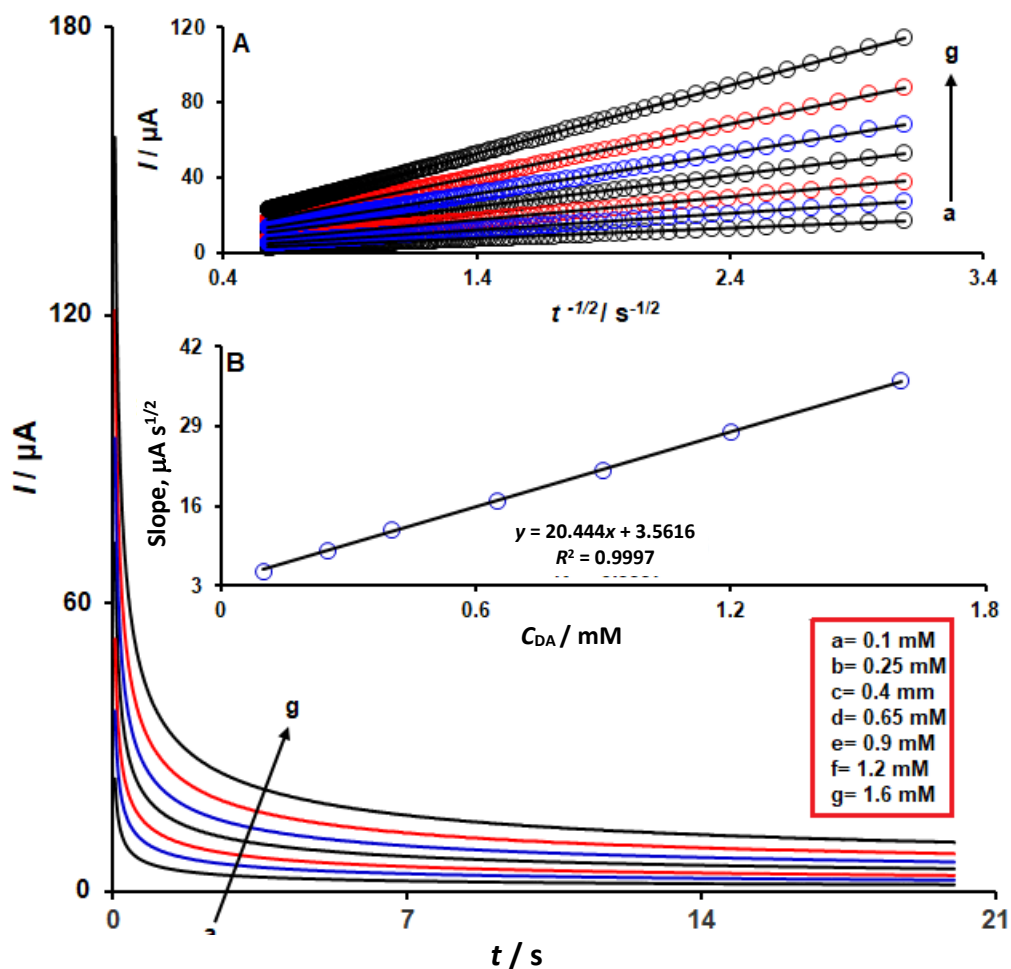 180
120
60
0
I / µA
0
7
14
21
t / s
A
120
80
40
0
I / µA
0.4
1.4
2.4
3.4
t -1/2 / s-1/2
g
a
B
42
29
16
3
Slope, µA s1/2
0
0.6
1.2
1.8
CDA / mM
y = 20.444x + 3.5616
R2 = 0.9997
g
a
a= 0.1 mM
b= 0.25 mM
c= 0.4 mm
d= 0.65 mM
e= 0.9 mM
f= 1.2 mM
g= 1.6 mM